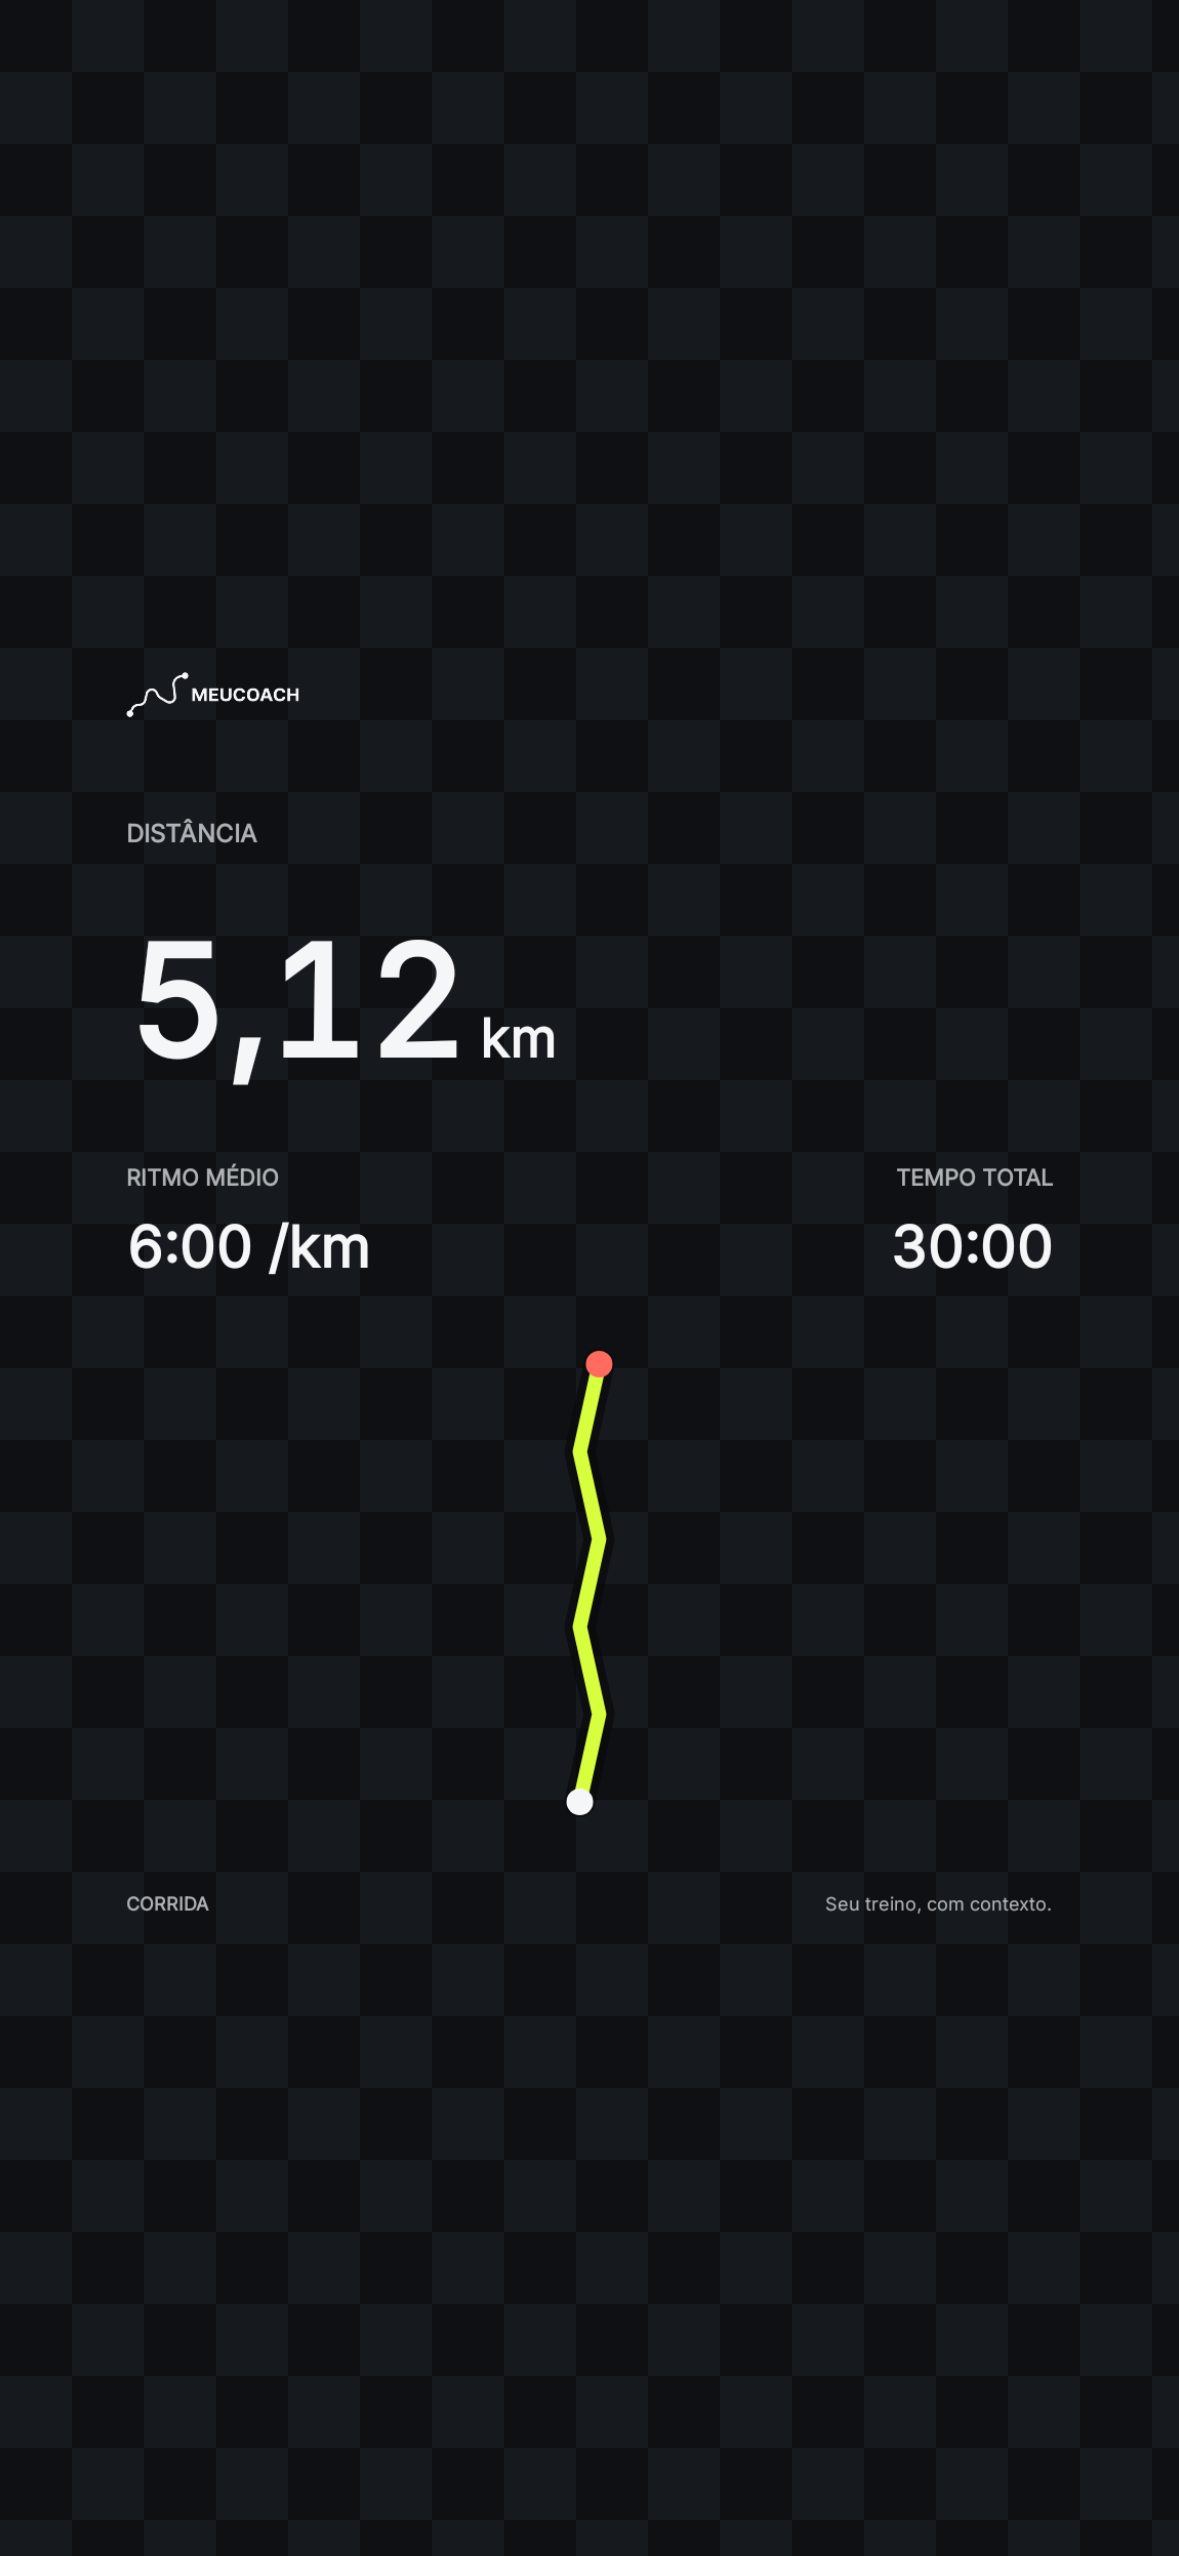 MEUCOACH
DISTÂNCIA
5,12 km
RITMO MÉDIO TEMPO TOTAL
6:00 /km 30:00
CORRIDA Seu treino, com contexto.